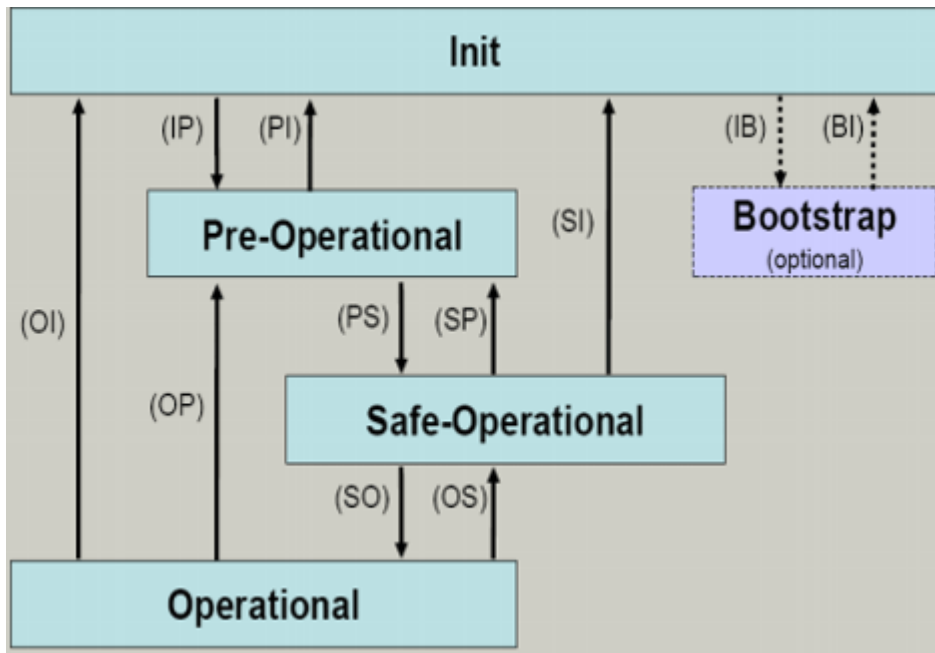 Init
(IP)
(PI)
(IB)
(BI)
Pre-Operational
(SI)
Bootstrap
(optional)
(OI)
(PS)
(SP)
(OP)
Safe-Operational
(SO)
(OS)
Operational